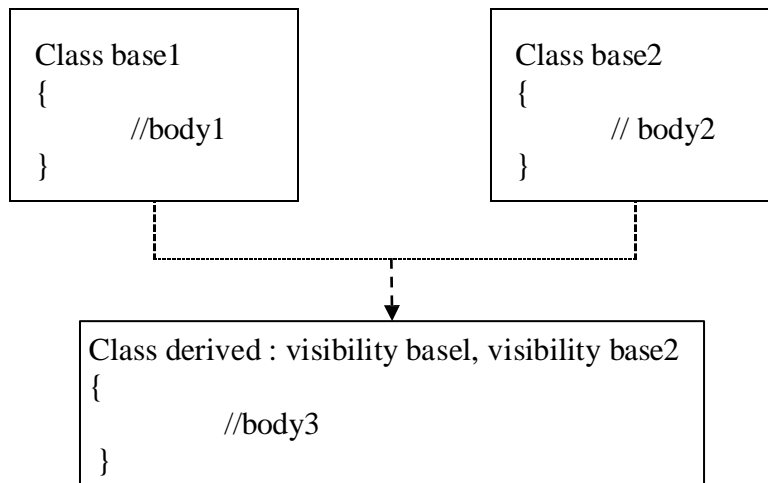 Class base1
{
//body1
}
Class base2
{
// body2
}
Class derived : visibility basel, visibility base2
{
//body3
}